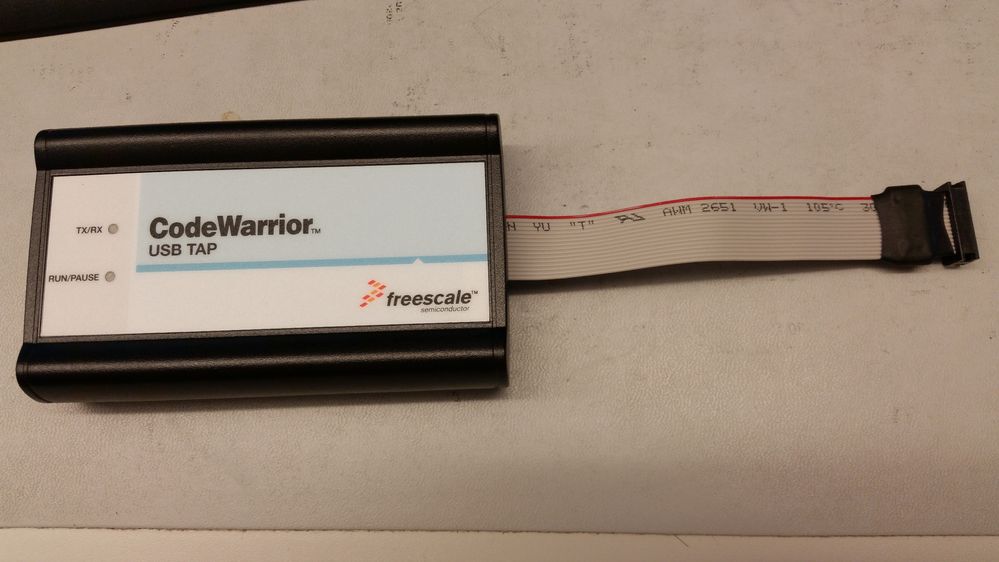 TX/RX
RUN/PAUSE
CodeWarrior™
USB TAP
freescale™
semiconductor
YU "T" AWM 2651 VW-1 105°C